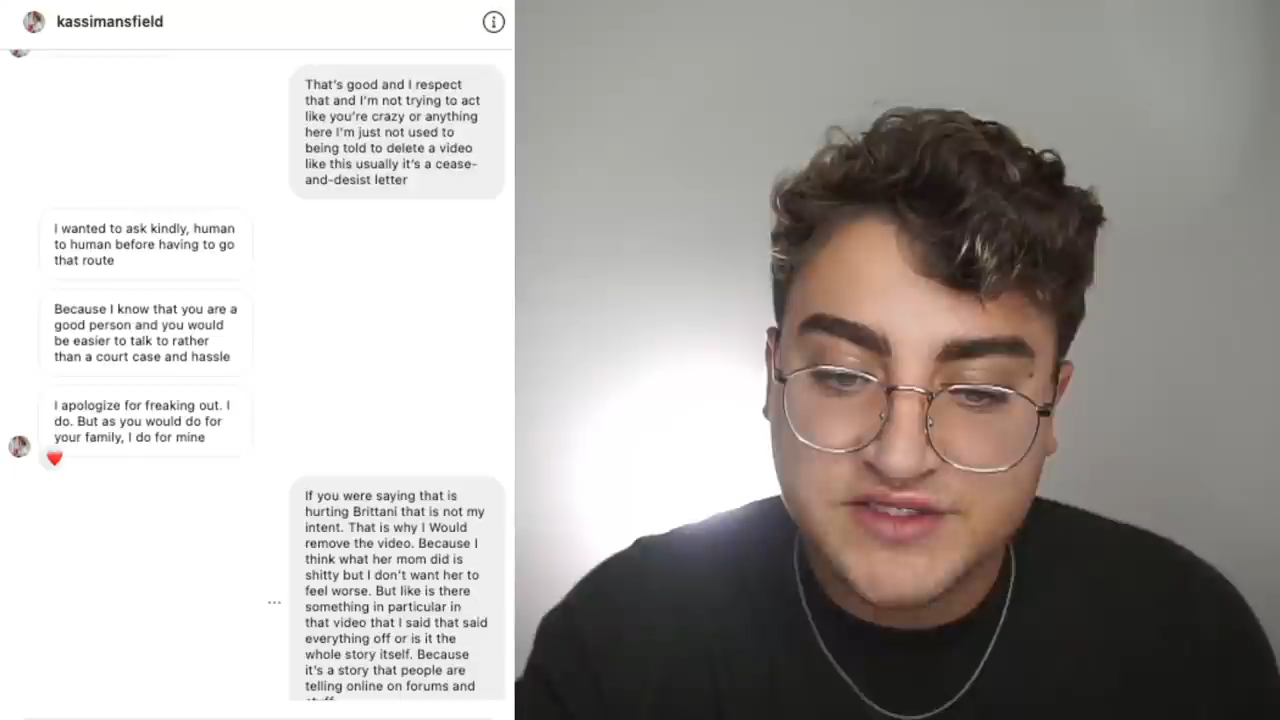 kassimansfield
That's good and I respect
that and I'm not trying to act
like you're crazy or anything
here I'm just not used to
being told to delete a video
like this usually it's a cease-
and-desist letter
I wanted to ask kindly, human
to human before having to go
that route
Because I know that you are a
good person and you would
be easier to talk to rather
than a court case and hassle
I apologize for freaking out. I
do. But as you would do for
your family, I do for mine
If you were saying that is
hurting Brittani that is not my
intent. That is why I Would
remove the video. Because I
think what her mom did is
shitty but I don't want her to
feel worse. But like is there
something in particular in
that video that I said that said
everything off or is it the
whole story itself. Because
it's a story that people are
telling online on forums and